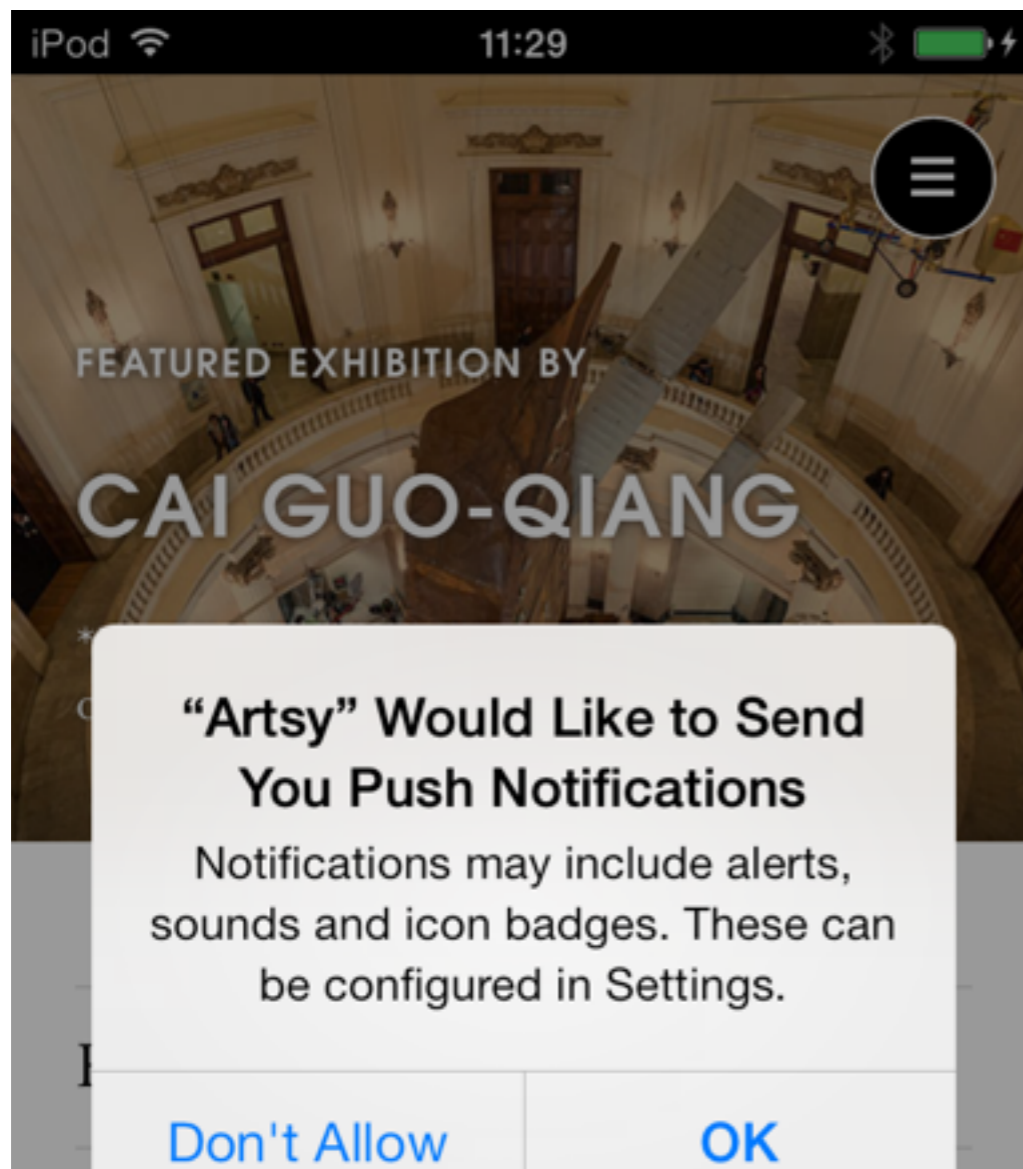 iPod 11:29
FEATURED EXHIBITION BY
CAI GUO-QIANG
*
“Artsy” Would Like to Send
You Push Notifications
Notifications may include alerts,
sounds and icon badges. These can
be configured in Settings.
Don't Allow OK